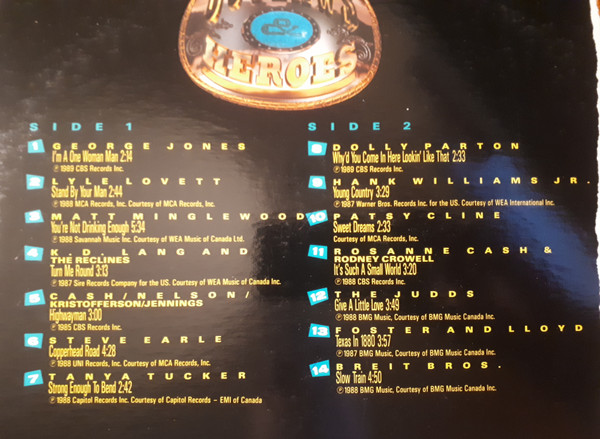 &
HEROES
SIDE 1
1 GEORGE JONES
I'm A One Woman Man 2:14
℗ 1989 CBS Records Inc.
2 LYLE LOVETT
Stand By Your Man 2:44
℗ 1989 MCA Records, Inc. Courtesy of MCA Records, Inc.
3 MATT MINGLEWOOD
You're Not Drinking Enough 5:34
℗ 1988 Savannah Music Inc. Courtesy of WEA Music of Canada Ltd.
4 K.D. LANG AND
THE RECLINES
Turn Me Round 3:13
℗ 1987 Sire Records Company for the US. Courtesy of WEA Music of Canada Inc.
5 CASH/NELSON/
KRISTOFFERSON/JENNINGS
Highwayman 3:00
℗ 1985 CBS Records Inc.
6 STEVE EARLE
Copperhead Road 4:28
℗ 1988 UNI Records, Inc. Courtesy of MCA Records, Inc.
7 TANYA TUCKER
Strong Enough To Bend 2:42
℗ 1988 Capitol Records Inc. Courtesy of Capitol Records – EMI of Canada
SIDE 2
8 DOLLY PARTON
Why'd You Come In Here Lookin' Like That 2:33
℗ 1989 CBS Records Inc.
9 HANK WILLIAMS JR.
Young Country 3:29
℗ 1987 Warner Bros. Records Inc. for the US. Courtesy of WEA International Inc.
10 PATSY CLINE
Sweet Dreams 2:33
Courtesy of MCA Records, Inc.
11 ROSANNE CASH &
RODNEY CROWELL
It's Such A Small World 3:20
℗ 1988 CBS Records Inc.
12 THE JUDDS
Give A Little Love 3:49
℗ 1988 BMG Music, Courtesy of BMG Music Canada Inc.
13 FOSTER AND LLOYD
Texas In 1880 3:57
℗ 1987 BMG Music, Courtesy of BMG Music Canada Inc.
14 BREIT BROS.
Slow Train 4:50
℗ 1988 BMG Music, Courtesy of BMG Music Canada Inc.